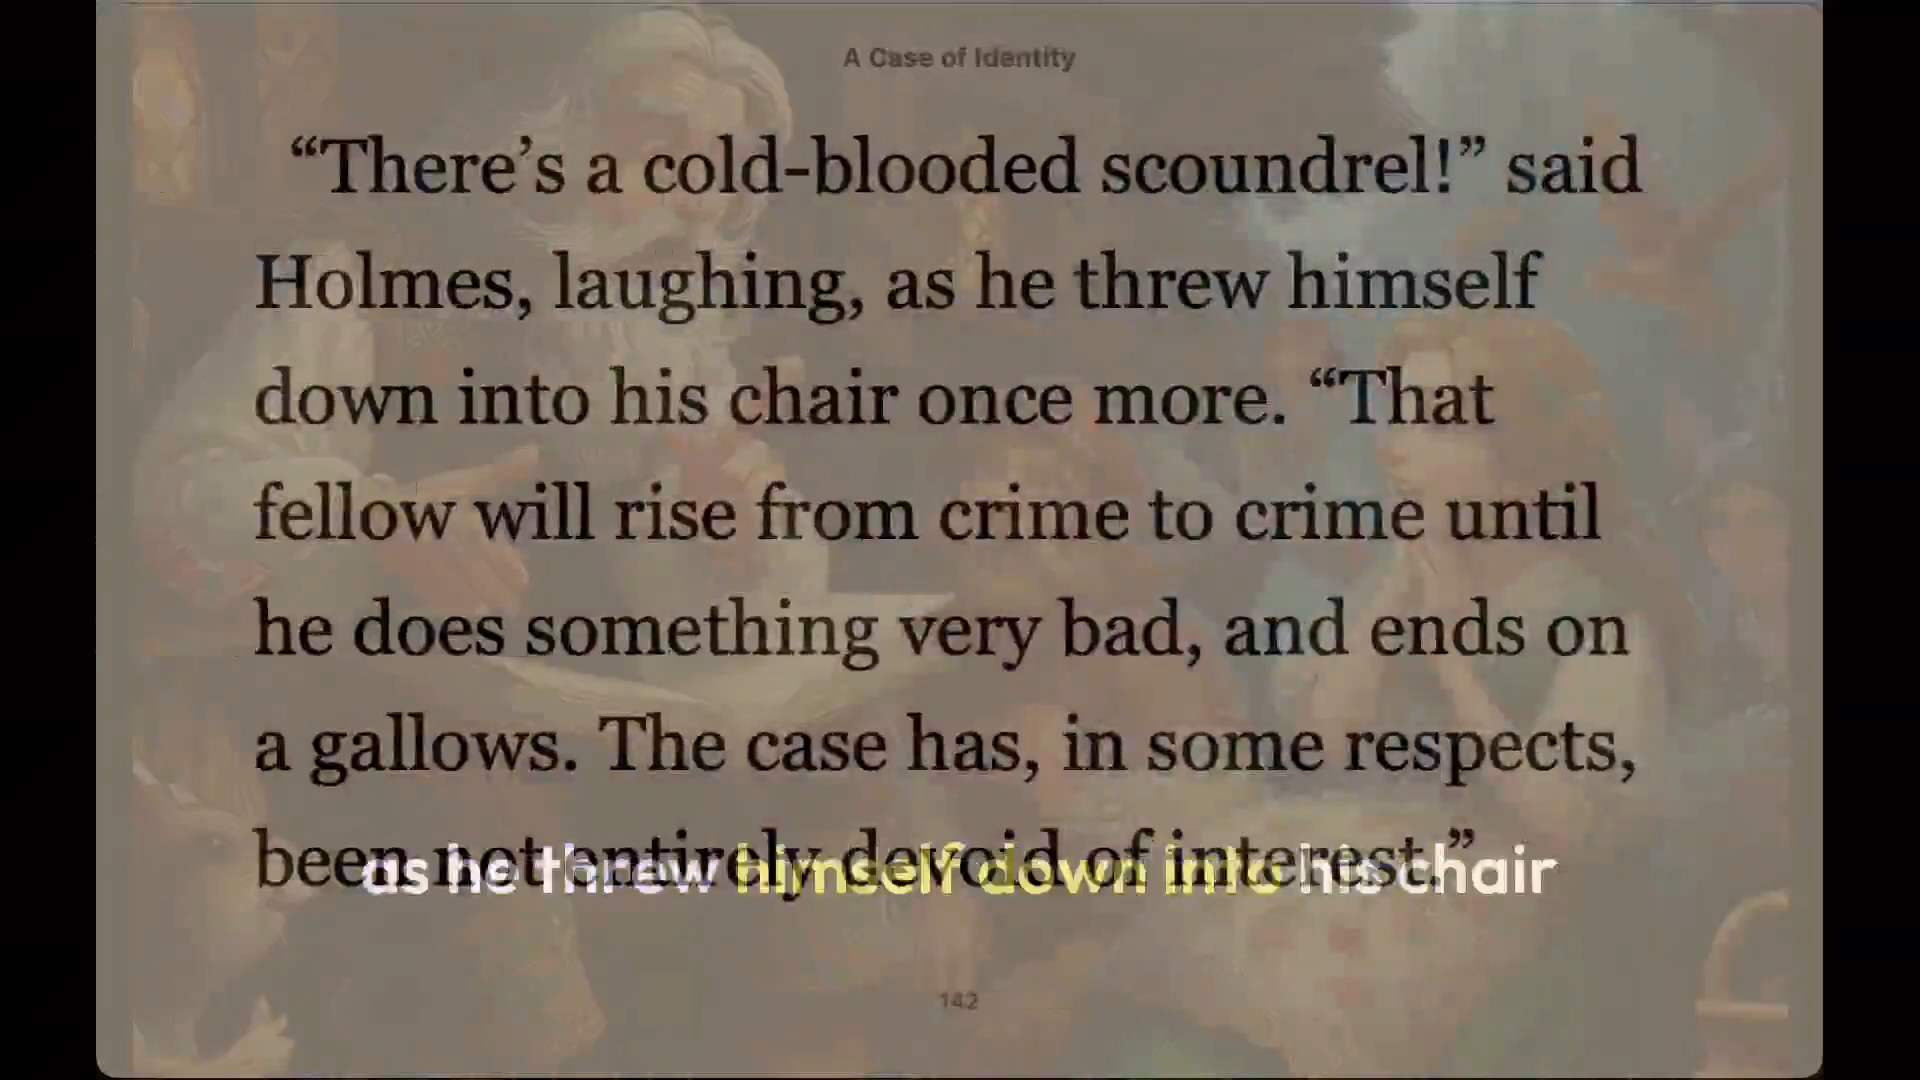 A Case of Identity
“There’s a cold-blooded scoundrel!” said
Holmes, laughing, as he threw himself
down into his chair once more. “That
fellow will rise from crime to crime until
he does something very bad, and ends on
a gallows. The case has, in some respects,
been not entirely devoid of interest.”
as he threw himself down into his chair
142